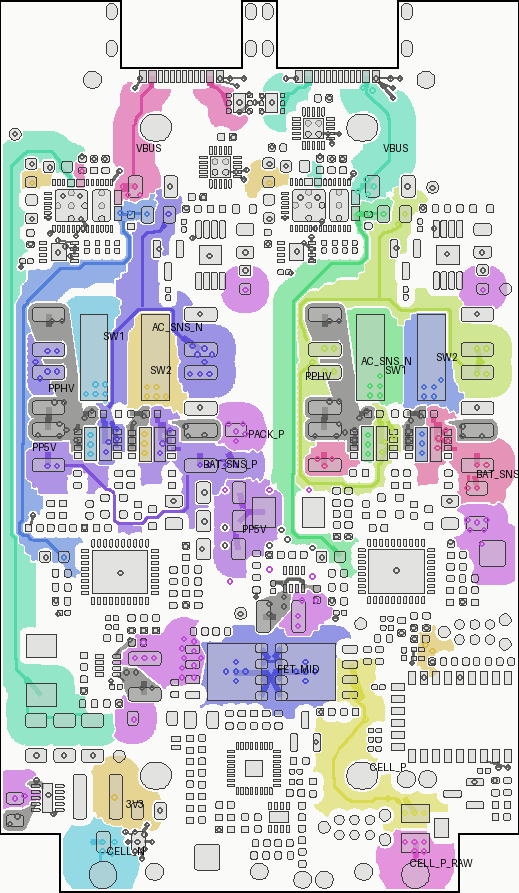 VBUS
VBUS
AC_SNS_N
SW1
SW2
AC_SNS_N
SW1
SW2
PPHV
PPHV
PACK_P
PP5V
BAT_SNS_P
BAT_SNS
PP5V
FET_MID
CELL_P
3V3
CELL_N
CELL_P_RAW